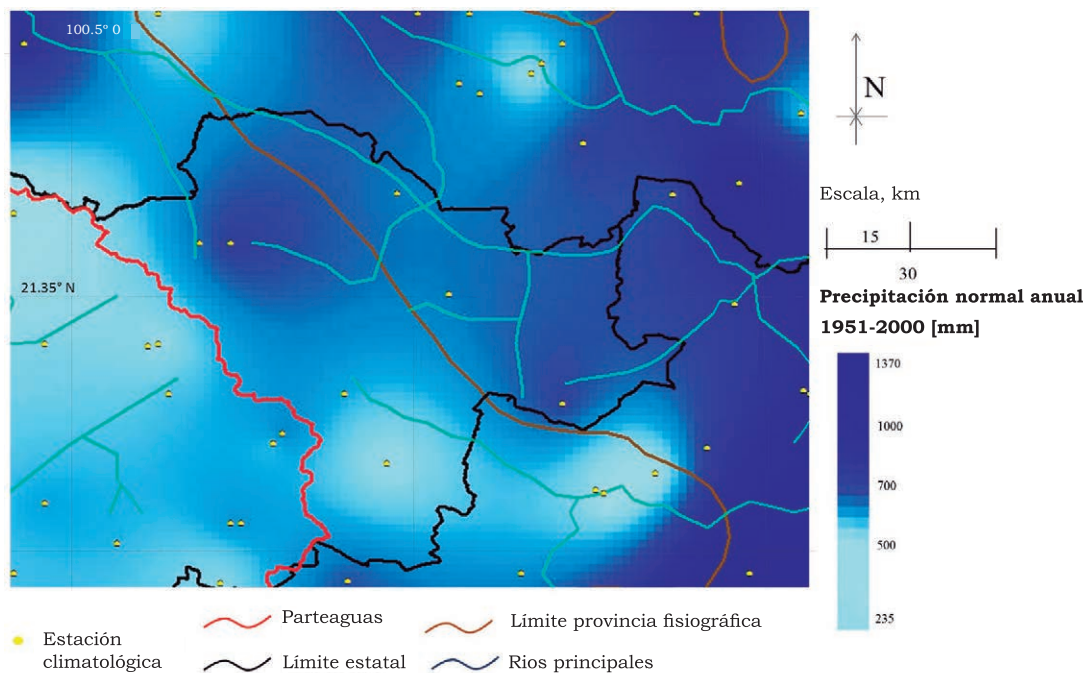 100.5° 0
N
Escala, km
15
30
21.35° N
Precipitación normal anual
1951-2000 [mm]
1370
1000
700
500
235
Estación
climatológica
Parteaguas
Límite estatal
Límite provincia fisiográfica
Rios principales